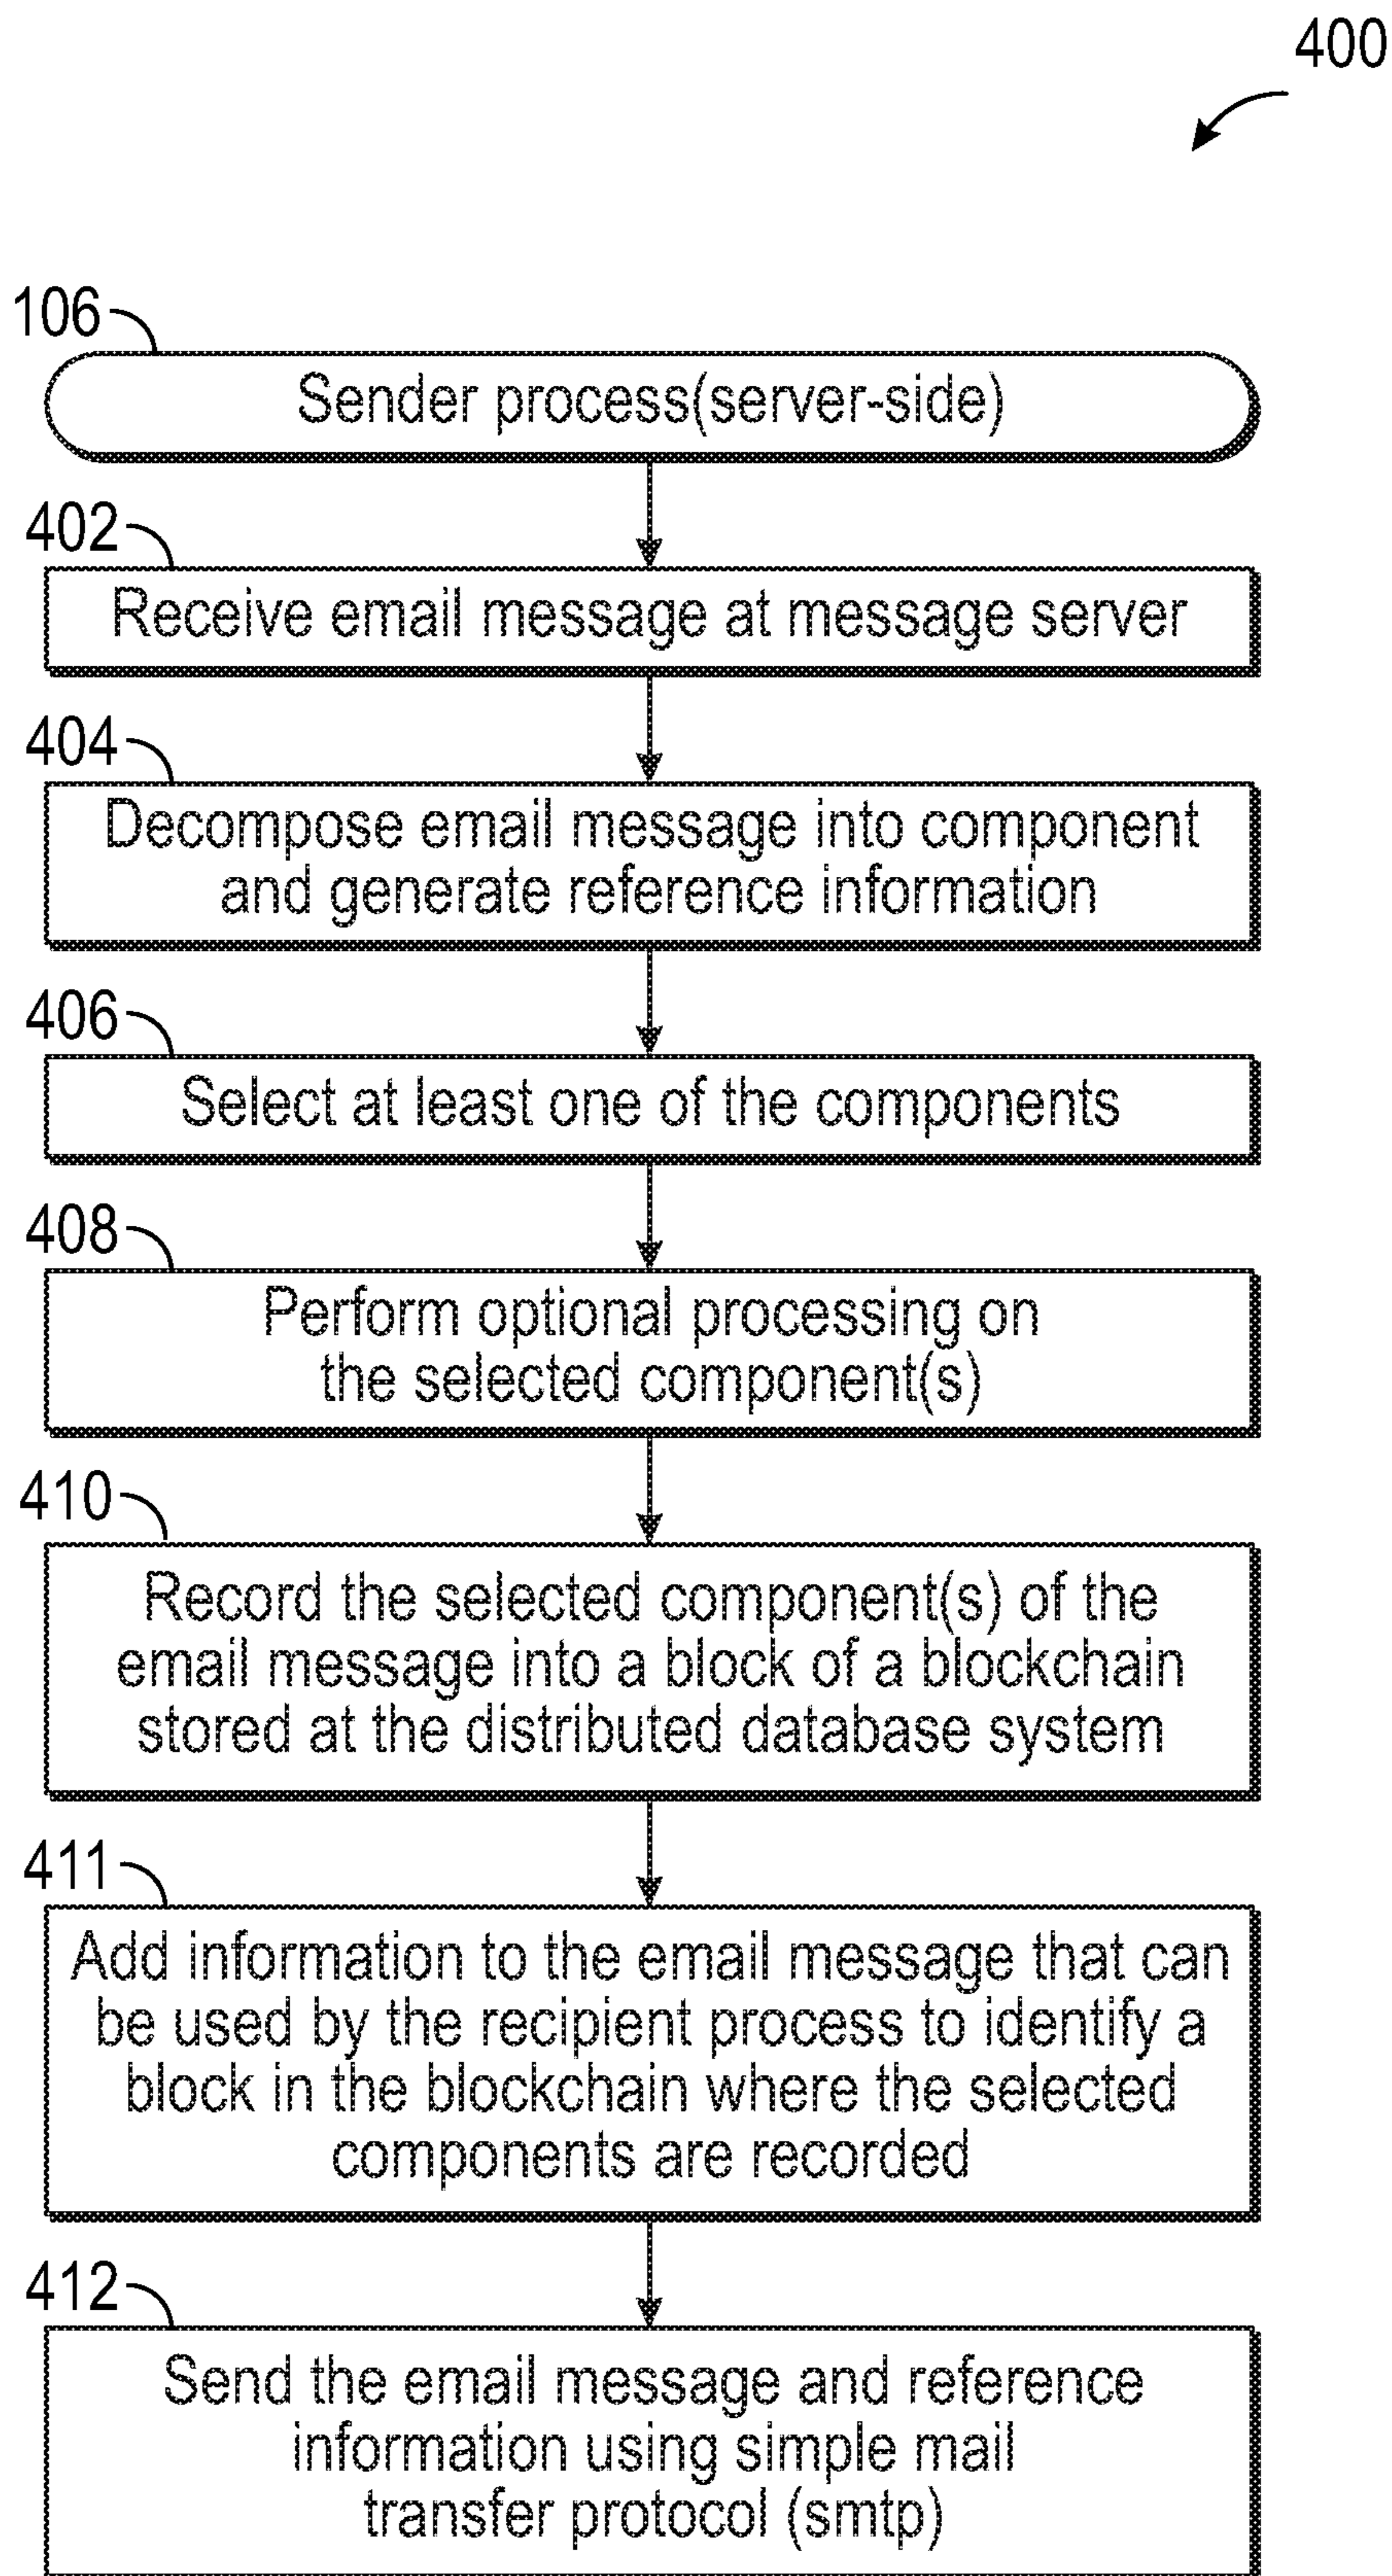 400
106
Sender process(server-side)
402
Receive email message at message server
404
Decompose email message into component
and generate reference information
406
Select at least one of the components
408
Perform optional processing on
the selected component(s)
410
Record the selected component(s) of the
email message into a block of a blockchain
stored at the distributed database system
411
Add information to the email message that can
be used by the recipient process to identify a
block in the blockchain where the selected
components are recorded
412
Send the email message and reference
information using simple mail
transfer protocol (smtp)